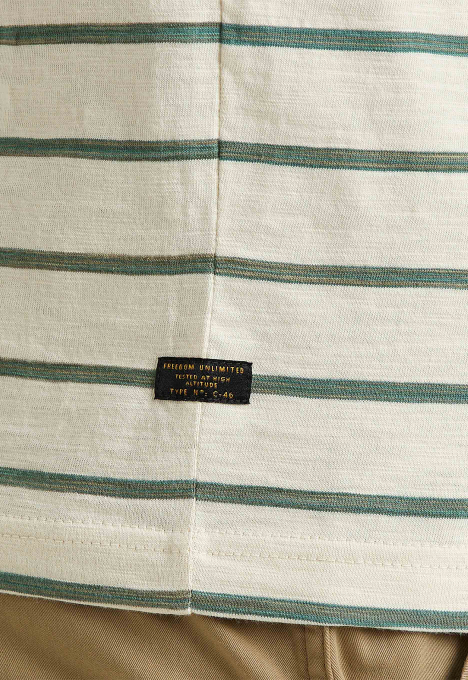 FREEDOM UNLIMITED
TESTED AT HIGH
ALTITUDE
TYPE Nº: C-46